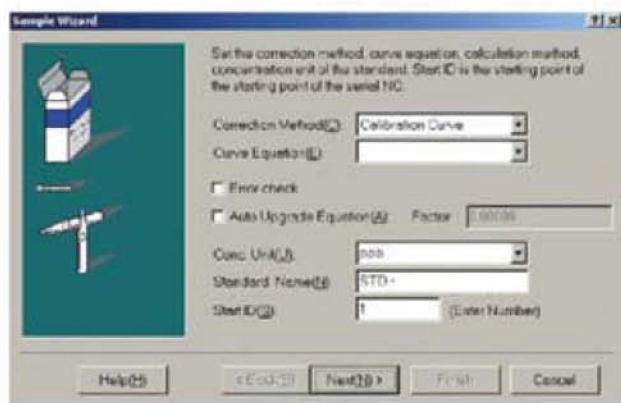 Sample Wizard
Set the correction method, curve equation, calculation method,
concentration unit of the standard. Start ID is the starting point of
the starting point of the serial NO.
Correction Method(C): Calibration Curve
Curve Equation(E):
Error check
Auto Upgrade Equation(A) Factor
Conc. Unit(U): ppb
Standard Name(N) STD-
Start ID(S): 1 (Enter Number)
Help(H) < Back(B) Next(N) > Finish Cancel